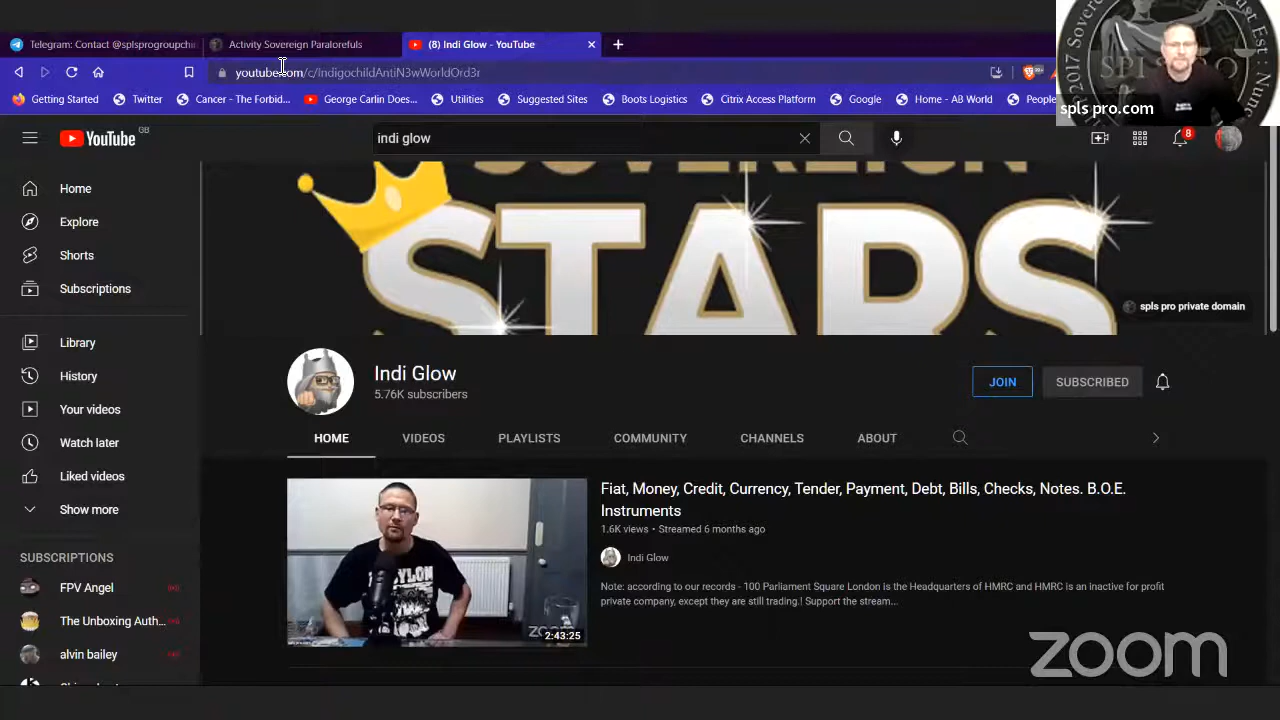 Telegram: Contact @splsprogroupchi
Activity Sovereign Paralorefuls
(8) Indi Glow - YouTube
youtube.com/c/IndigochildAntiN3wWorldOrd3r
Getting Started
Twitter
Cancer - The Forbid...
George Carlin Does...
Utilities
Suggested Sites
Boots Logistics
Citrix Access Platform
Google
Home - AB World
People
spls pro.com
YouTube GB
indi glow
8
Home
Explore
Shorts
Subscriptions
Library
History
Your videos
Watch later
Liked videos
Show more
SUBSCRIPTIONS
FPV Angel
The Unboxing Auth...
alvin bailey
SOVEREIGN
STARS
spls pro private domain
Indi Glow
5.76K subscribers
JOIN
SUBSCRIBED
HOME
VIDEOS
PLAYLISTS
COMMUNITY
CHANNELS
ABOUT
2:43:25
Fiat, Money, Credit, Currency, Tender, Payment, Debt, Bills, Checks, Notes. B.O.E.
Instruments
1.6K views • Streamed 6 months ago
Indi Glow
Note: according to our records - 100 Parliament Square London is the Headquarters of HMRC and HMRC is an inactive for profit
private company, except they are still trading.! Support the stream...
zoom